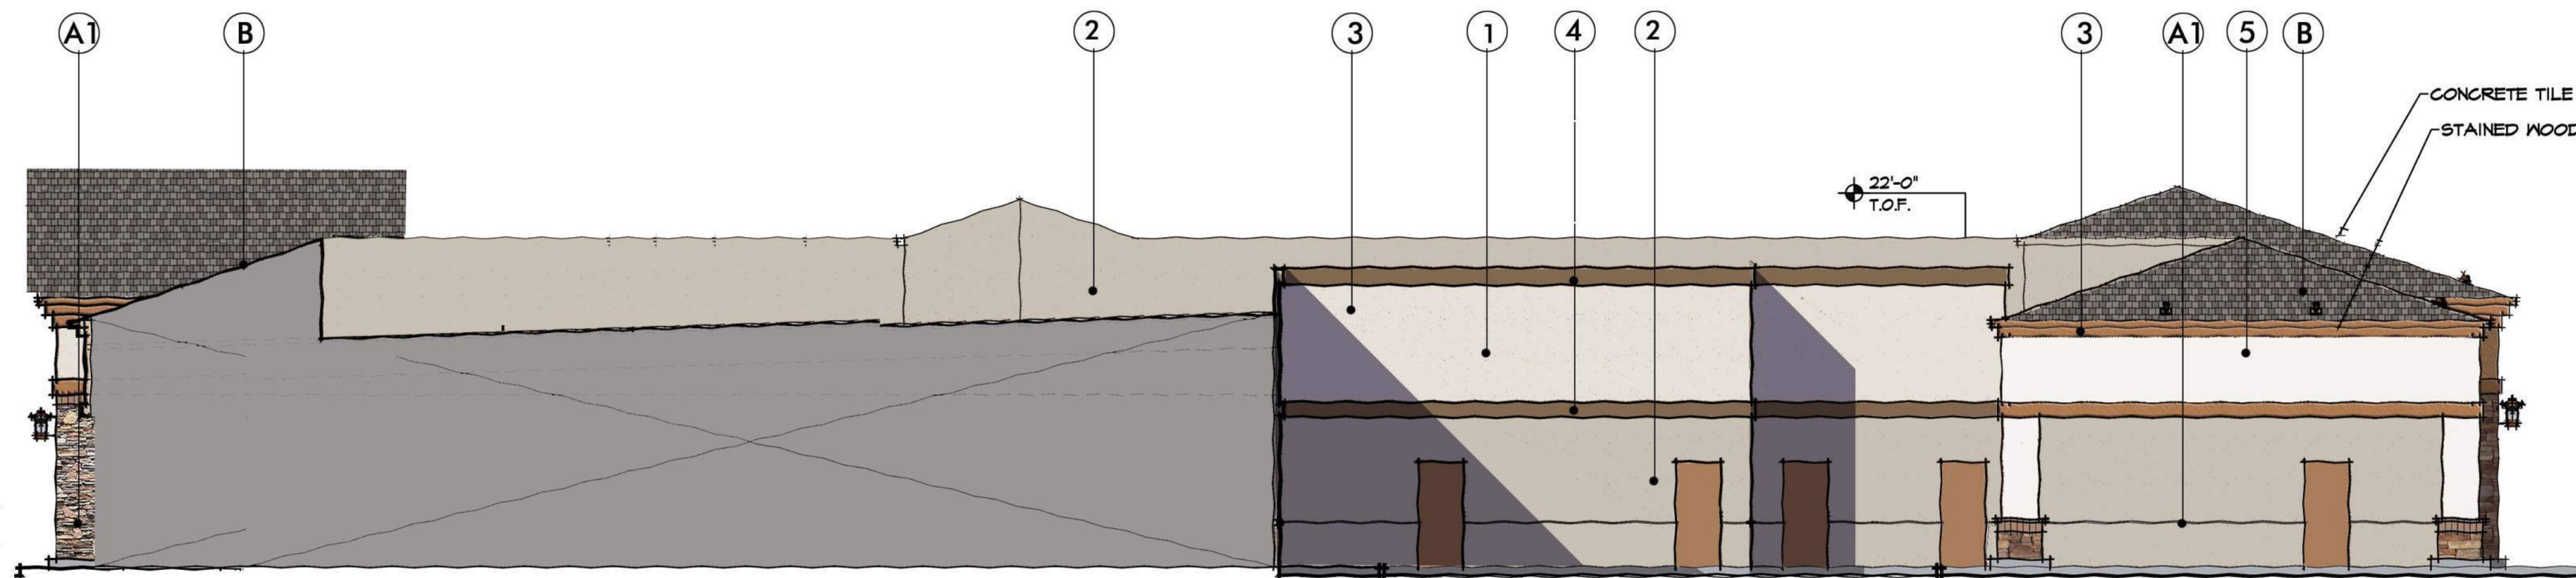 A1 B 2 3 1 4 2 3 A1 5 B
CONCRETE TILE
STAINED WOOD
22'-0"
T.O.F.